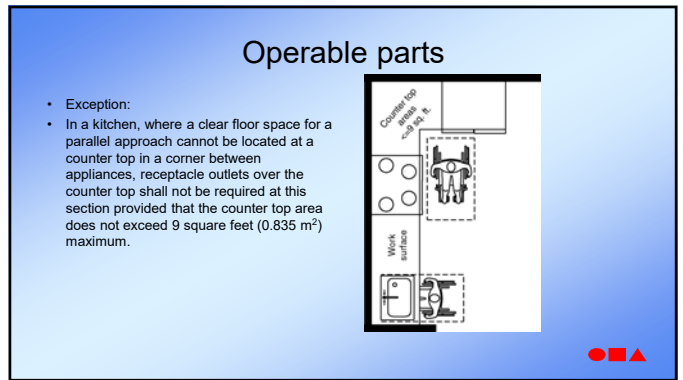 Operable parts
• Exception:
• In a kitchen, where a clear floor space for a
parallel approach cannot be located at a
counter top in a corner between
appliances, receptacle outlets over the
counter top shall not be required at this
section provided that the counter top area
does not exceed 9 square feet (0.835 m²)
maximum.
Counter top
areas
<=9 sq. ft.
Work
surface